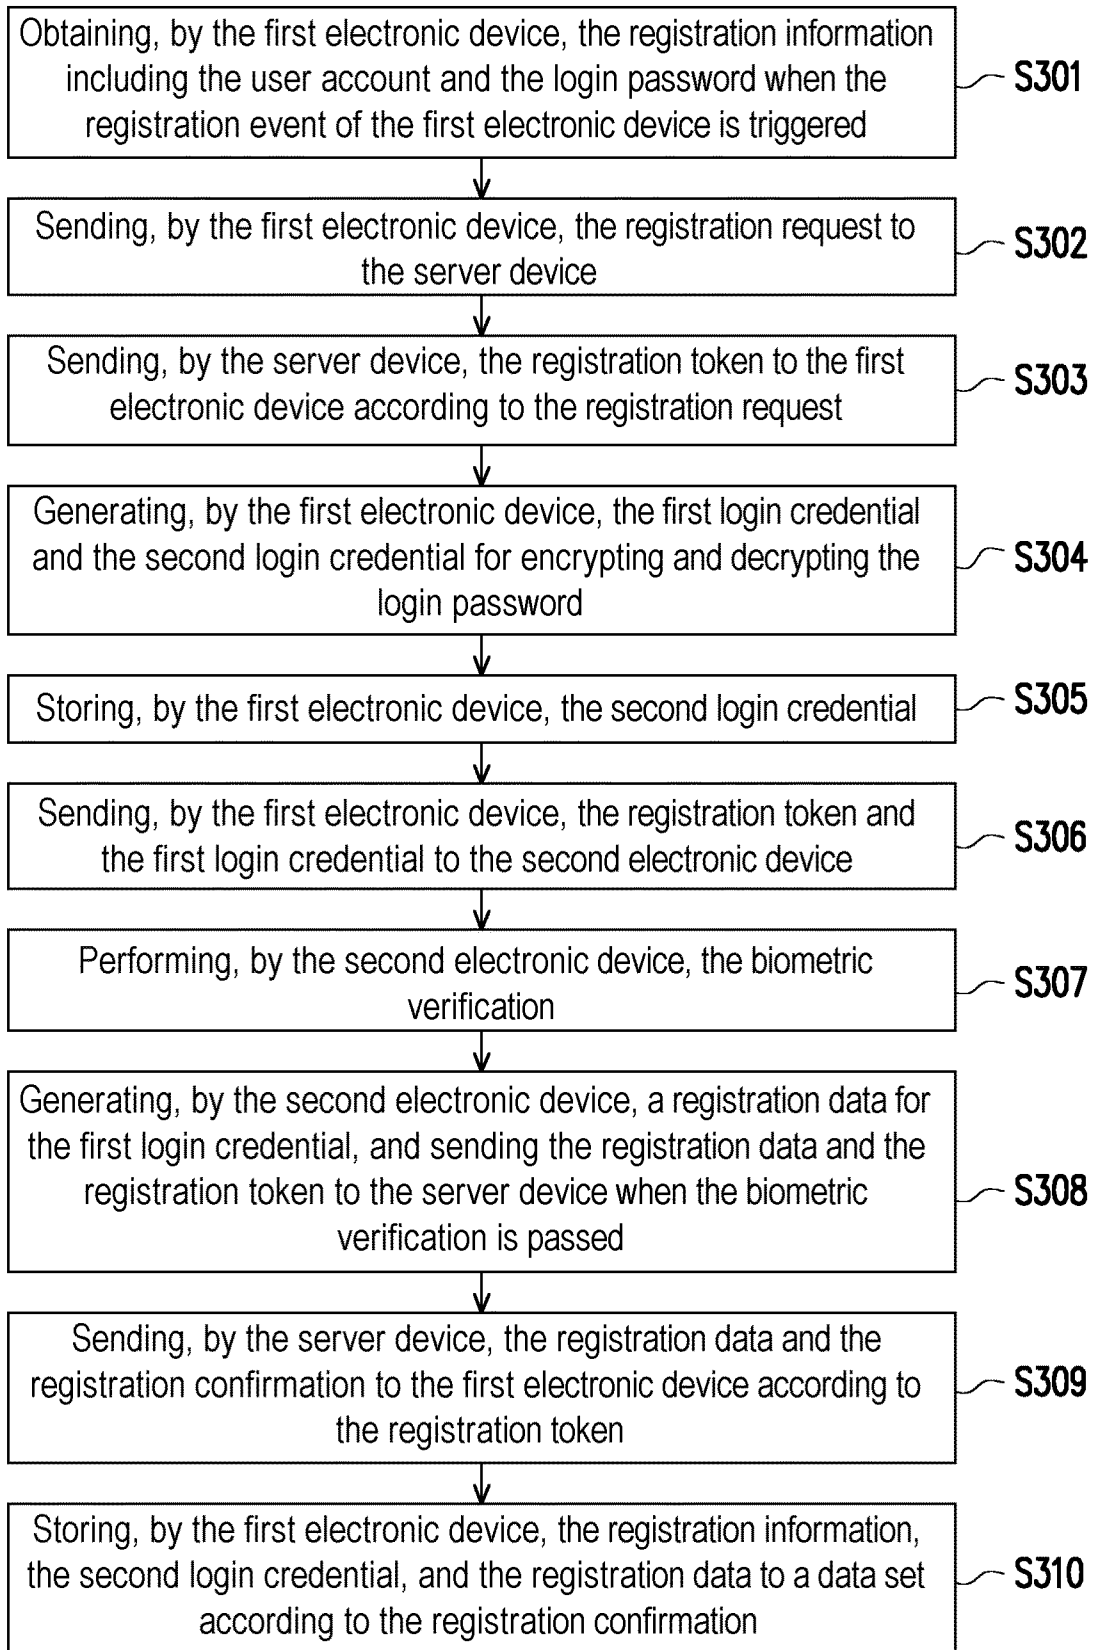 Obtaining, by the first electronic device, the registration information
including the user account and the login password when the
registration event of the first electronic device is triggered
S301
Sending, by the first electronic device, the registration request to
the server device
S302
Sending, by the server device, the registration token to the first
electronic device according to the registration request
S303
Generating, by the first electronic device, the first login credential
and the second login credential for encrypting and decrypting the
login password
S304
Storing, by the first electronic device, the second login credential
S305
Sending, by the first electronic device, the registration token and
the first login credential to the second electronic device
S306
Performing, by the second electronic device, the biometric
verification
S307
Generating, by the second electronic device, a registration data for
the first login credential, and sending the registration data and the
registration token to the server device when the biometric
verification is passed
S308
Sending, by the server device, the registration data and the
registration confirmation to the first electronic device according to
the registration token
S309
Storing, by the first electronic device, the registration information,
the second login credential, and the registration data to a data set
according to the registration confirmation
S310